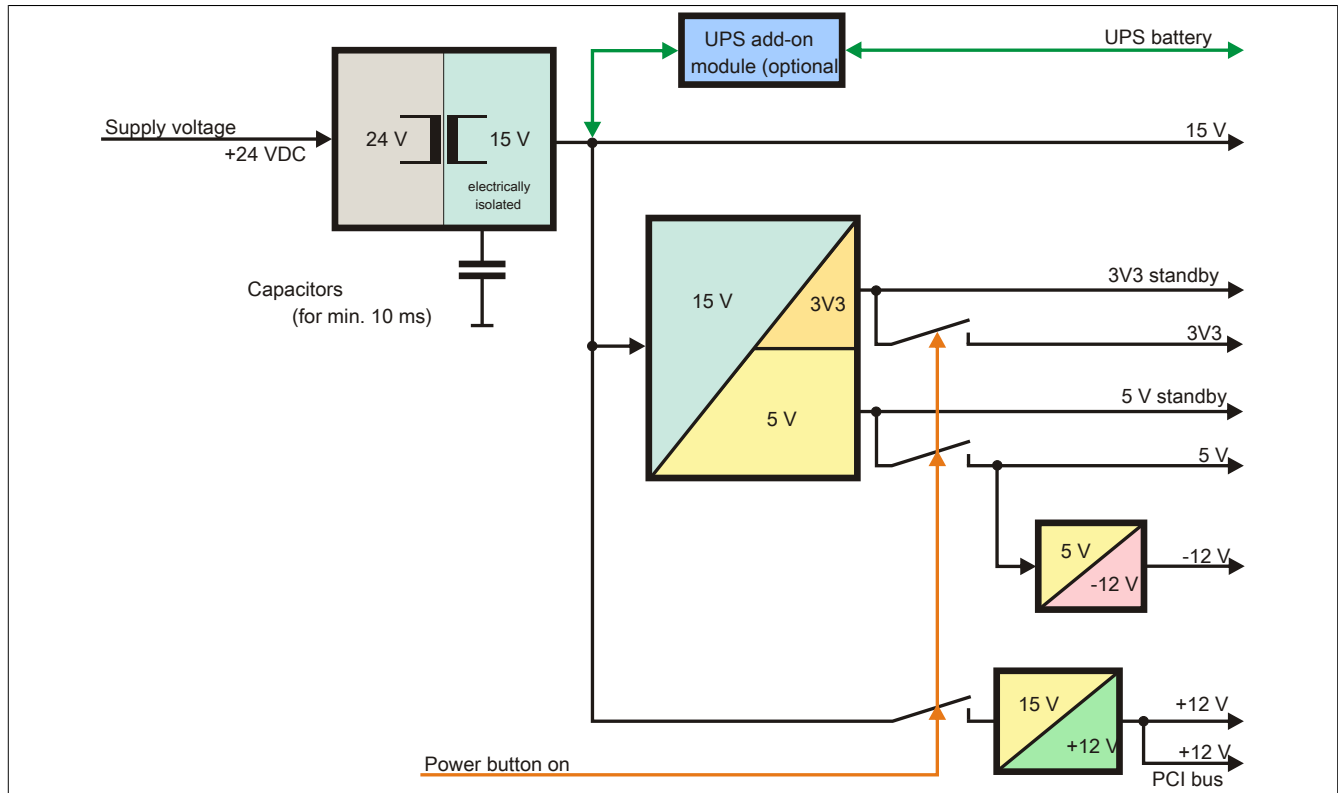 UPS add-on
module (optional
UPS battery
Supply voltage
+24 VDC
24 V
15 V
electrically
isolated
15 V
Capacitors
(for min. 10 ms)
15 V
3V3
5 V
3V3 standby
3V3
5 V standby
5 V
5 V
-12 V
-12 V
15 V
+12 V
+12 V
+12 V
PCI bus
Power button on